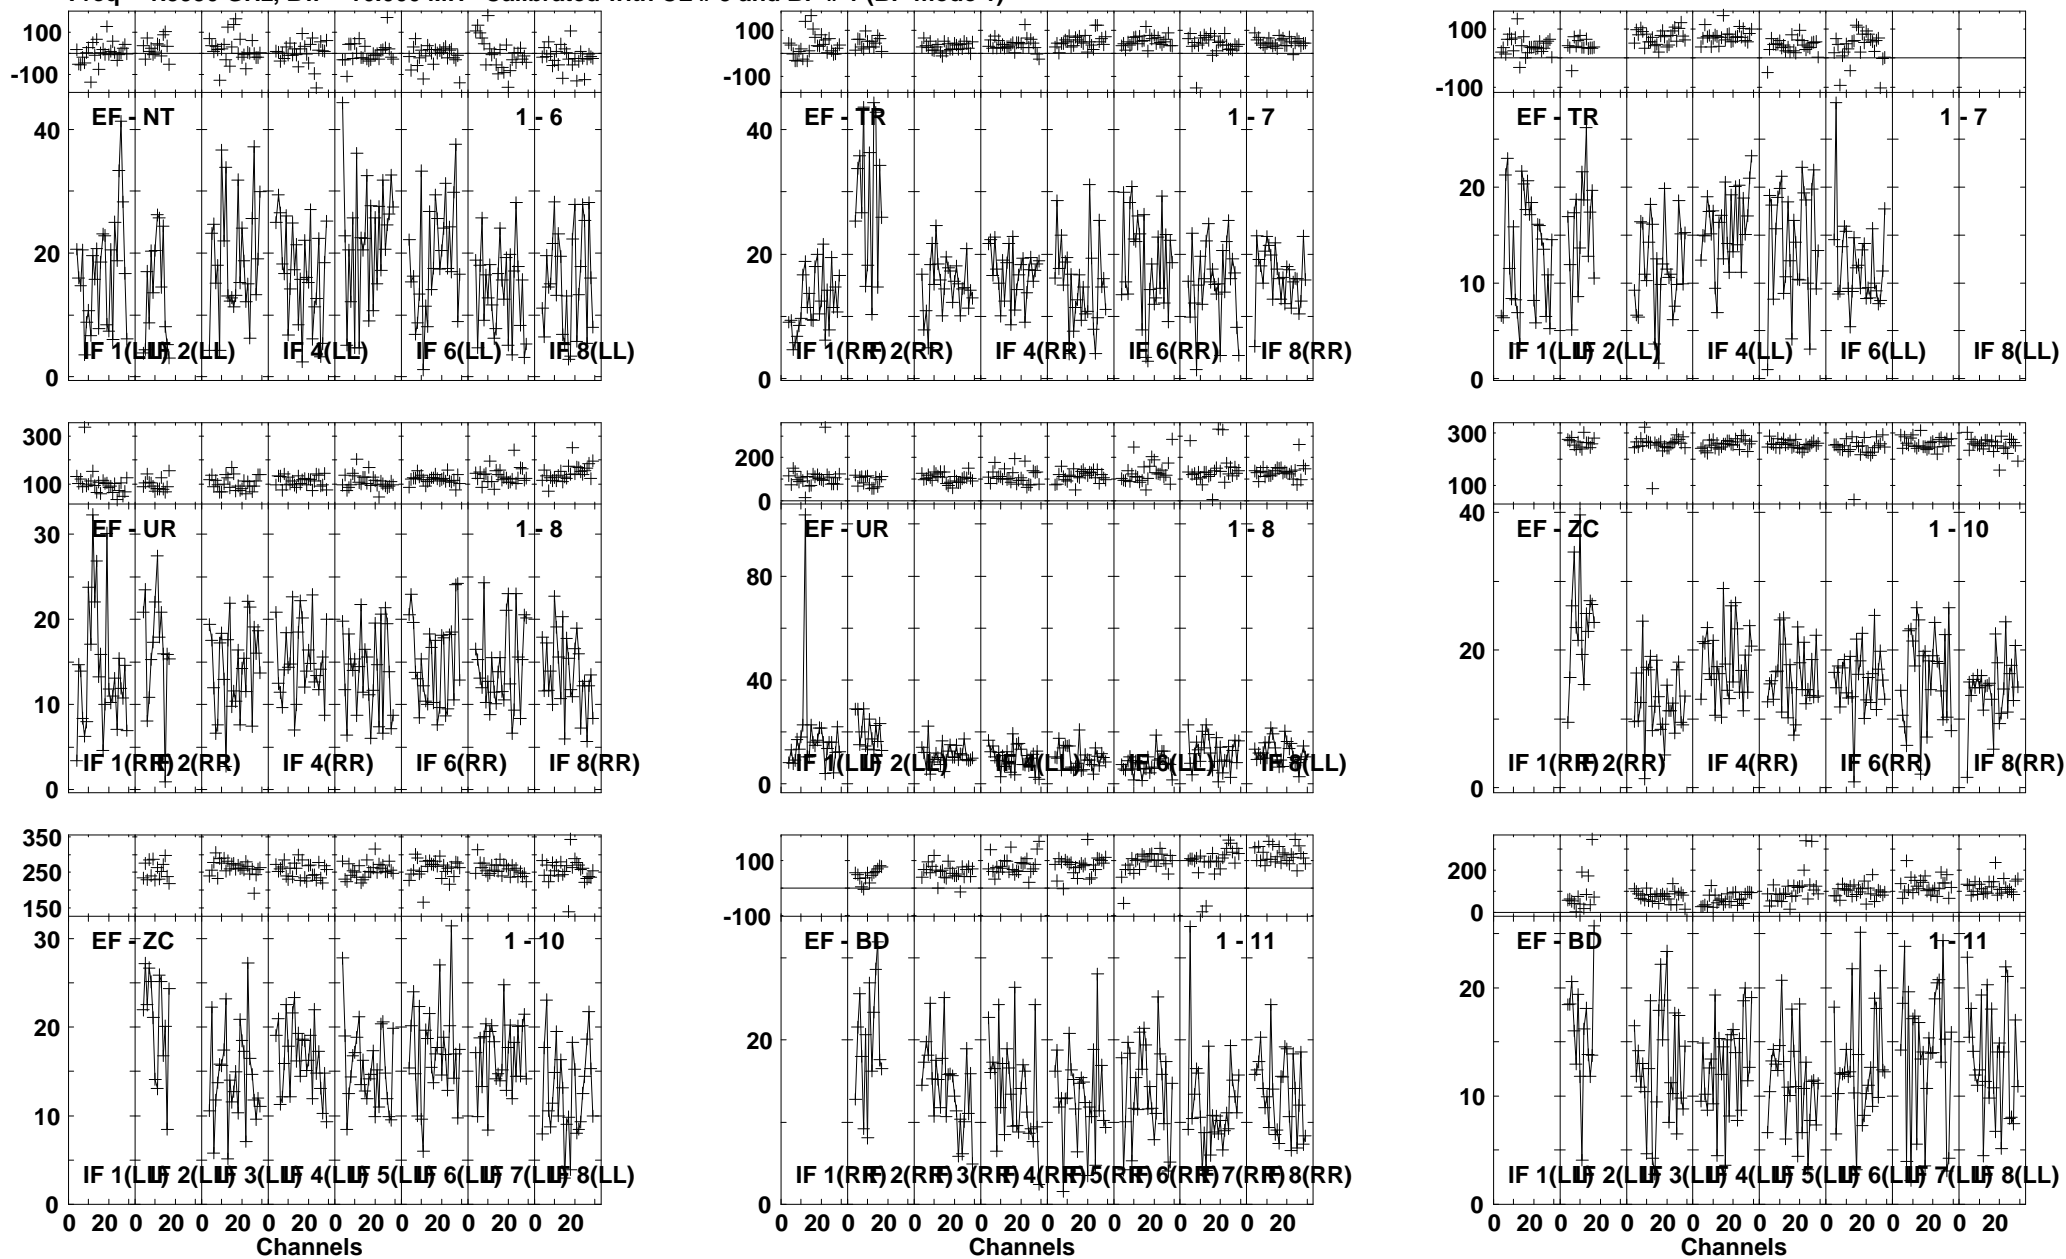 100 100 100
-100 -100 -100
EF - NT 1 - 6 EF - TR 1 - 7 EF - TR 1 - 7
40 40
20 20 20
10
IF 1(LL) IF 2(LL) IF 4(LL) IF 6(LL) IF 8(LL) IF 1(RR) IF 2(RR) IF 4(RR) IF 6(RR) IF 8(RR) IF 1(LL) IF 2(LL) IF 4(LL) IF 6(LL) IF 8(LL)
0 0 0
300 200 300
100 0 100
EF - UR 1 - 8 EF - UR 1 - 8 EF - ZC 1 - 10
30 80 40
20 40 20
10
IF 1(RR) IF 2(RR) IF 4(RR) IF 6(RR) IF 8(RR) IF 1(LL) IF 2(LL) IF 4(LL) IF 6(LL) IF 8(LL) IF 1(RR) IF 2(RR) IF 4(RR) IF 6(RR) IF 8(RR)
0 0 0
350 100 200
250
150 -100 0
EF - ZC 1 - 10 EF - BD 1 - 11 EF - BD 1 - 11
30
20 20 20
10 10
IF 1(LL) IF 2(LL) IF 3(LL) IF 4(LL) IF 5(LL) IF 6(LL) IF 7(LL) IF 8(LL) IF 1(RR) IF 2(RR) IF 3(RR) IF 4(RR) IF 5(RR) IF 6(RR) IF 7(RR) IF 8(RR) IF 1(LL) IF 2(LL) IF 3(LL) IF 4(LL) IF 5(LL) IF 6(LL) IF 7(LL) IF 8(LL)
0 0 0
0 20 0 20 0 20 0 20 0 20 0 20 0 20 0 20 0 20 0 20 0 20 0 20 0 20 0 20 0 20 0 20 0 20 0 20 0 20 0 20 0 20 0 20 0 20 0 20
Channels Channels Channels